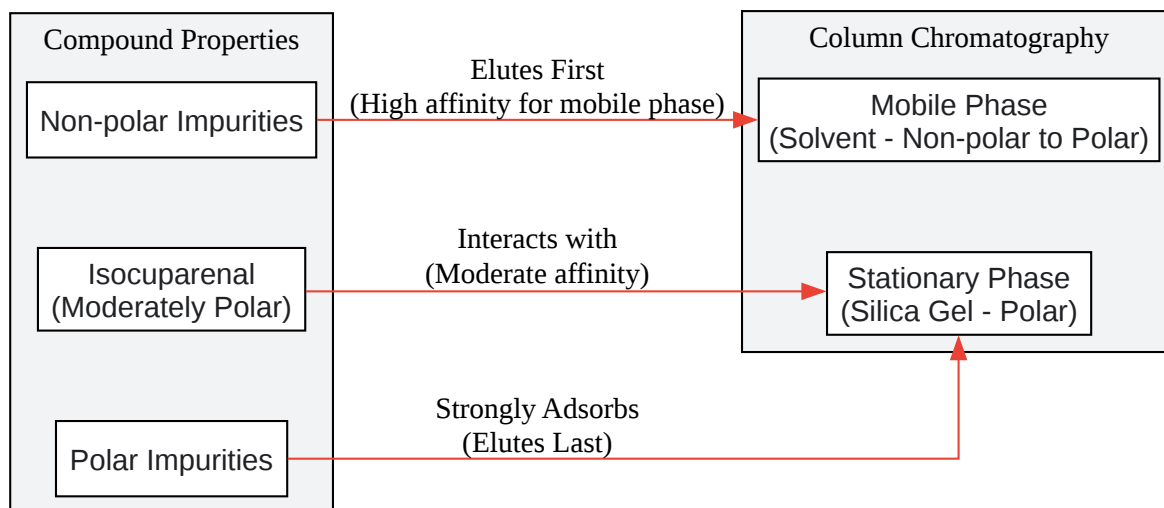 Compound Properties
Column Chromatography
Non-polar Impurities
Elutes First
(High affinity for mobile phase)
Mobile Phase
(Solvent - Non-polar to Polar)
Isocuparenal
(Moderately Polar)
Interacts with
(Moderate affinity)
Stationary Phase
(Silica Gel - Polar)
Polar Impurities
Strongly Adsorbs
(Elutes Last)